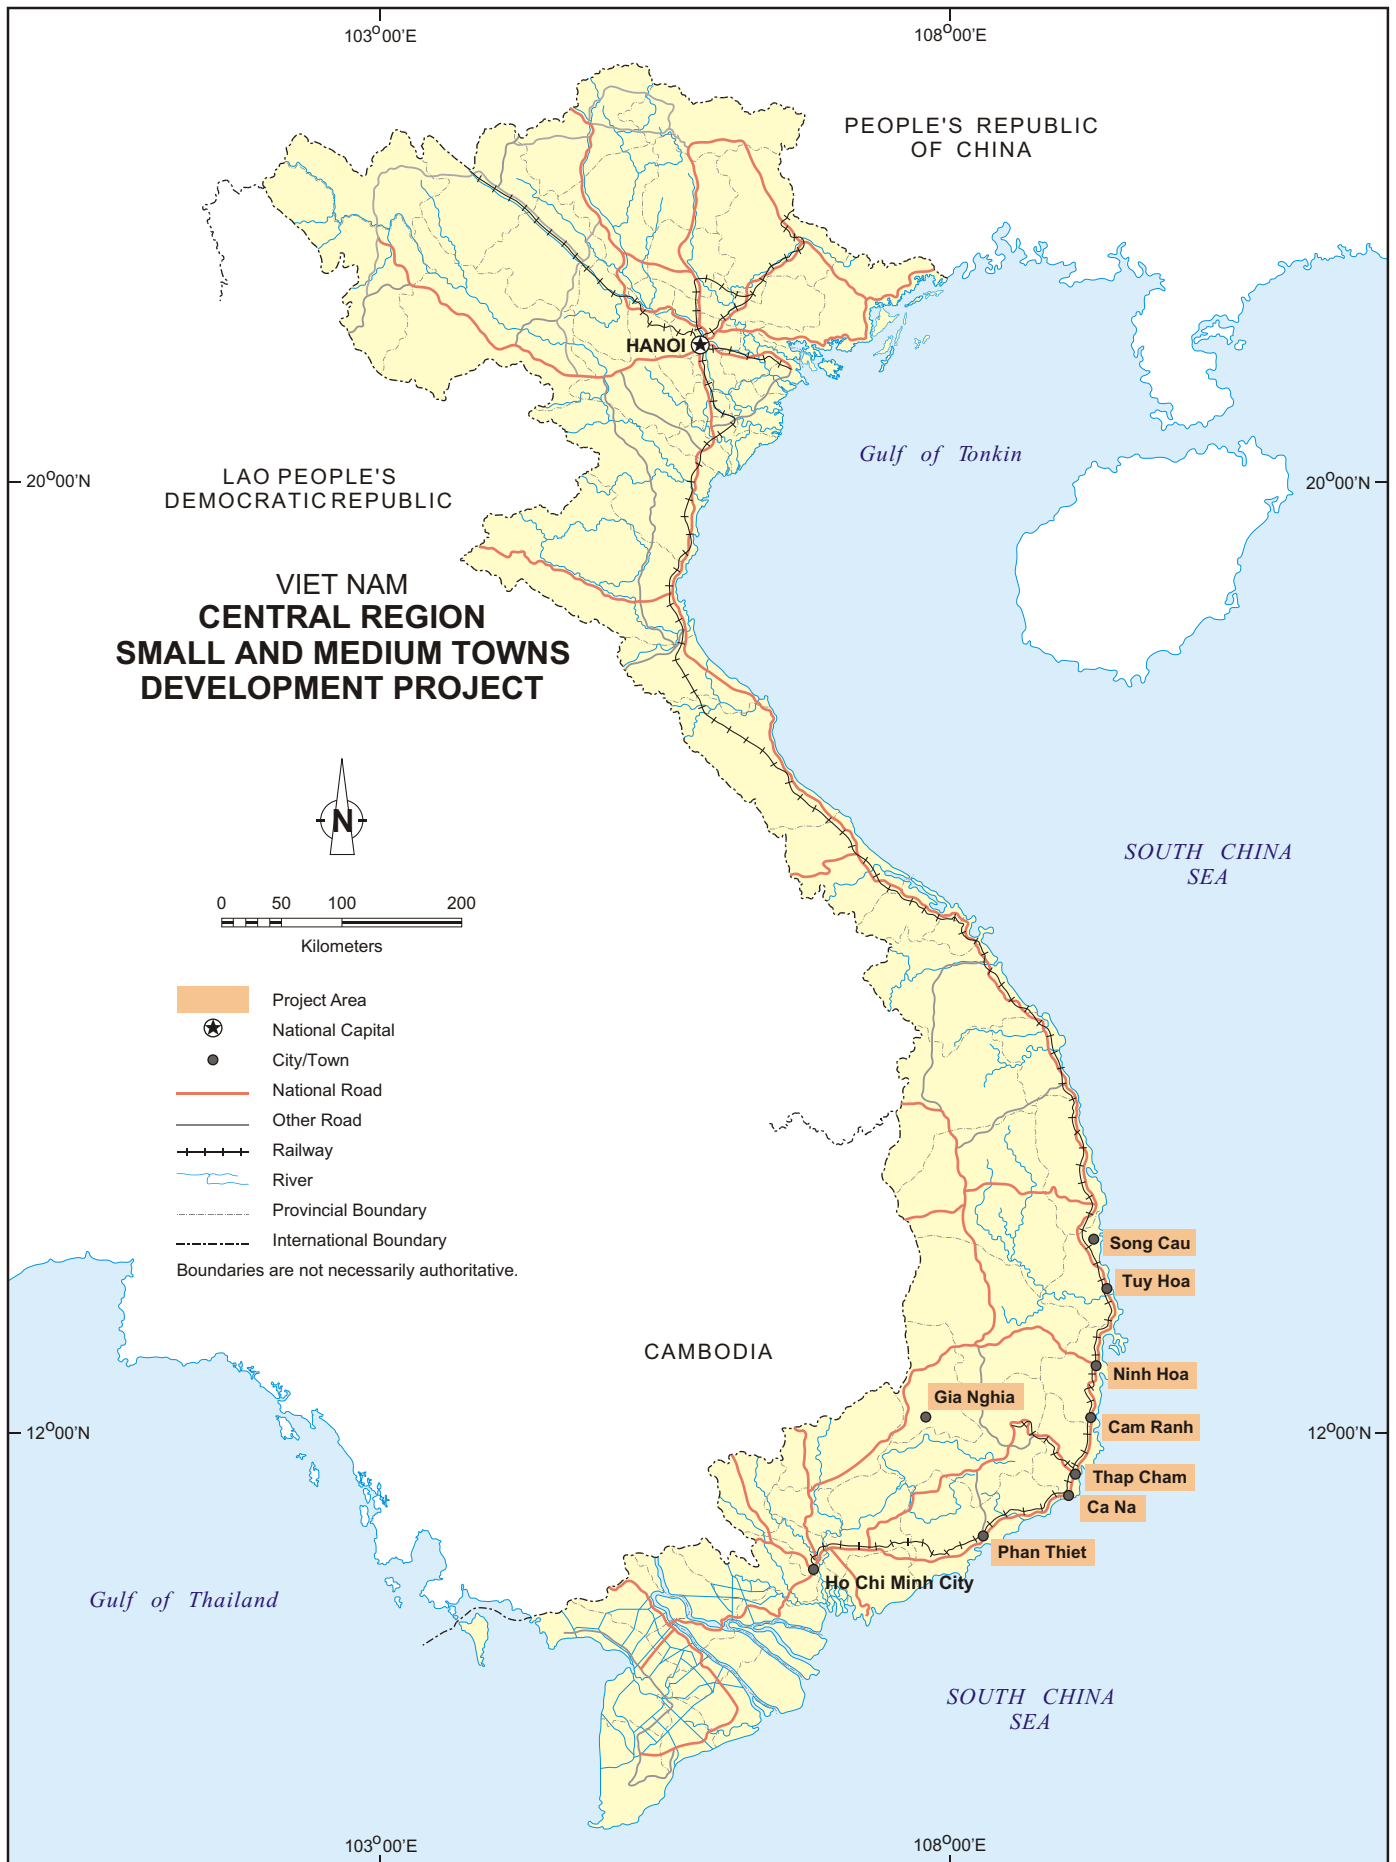 103°00'E
108°00'E
PEOPLE'S REPUBLIC
OF CHINA
HANOI
Gulf of Tonkin
20°00'N
20°00'N
LAO PEOPLE'S
DEMOCRATIC REPUBLIC
VIET NAM
CENTRAL REGION
SMALL AND MEDIUM TOWNS
DEVELOPMENT PROJECT
N
SOUTH CHINA
SEA
0 50 100 200
Kilometers
Project Area
National Capital
City/Town
National Road
Other Road
Railway
River
Provincial Boundary
International Boundary
Boundaries are not necessarily authoritative.
Song Cau
Tuy Hoa
CAMBODIA
Ninh Hoa
Gia Nghia
Cam Ranh
12°00'N
12°00'N
Thap Cham
Ca Na
Phan Thiet
Ho Chi Minh City
Gulf of Thailand
SOUTH CHINA
SEA
103°00'E
108°00'E